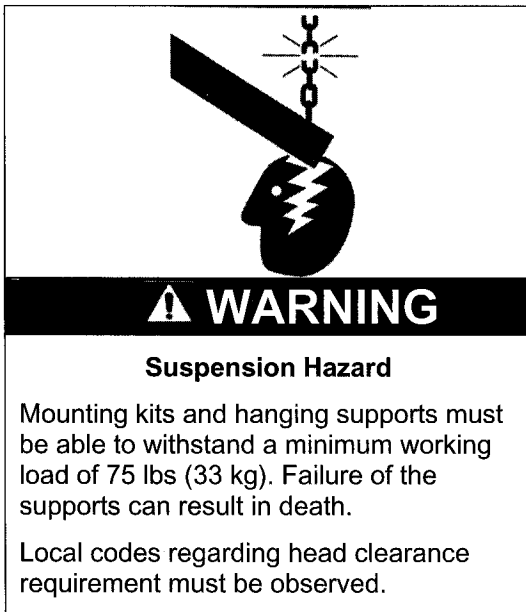 WARNING
Suspension Hazard
Mounting kits and hanging supports must
be able to withstand a minimum working
load of 75 lbs (33 kg). Failure of the
supports can result in death.
Local codes regarding head clearance
requirement must be observed.